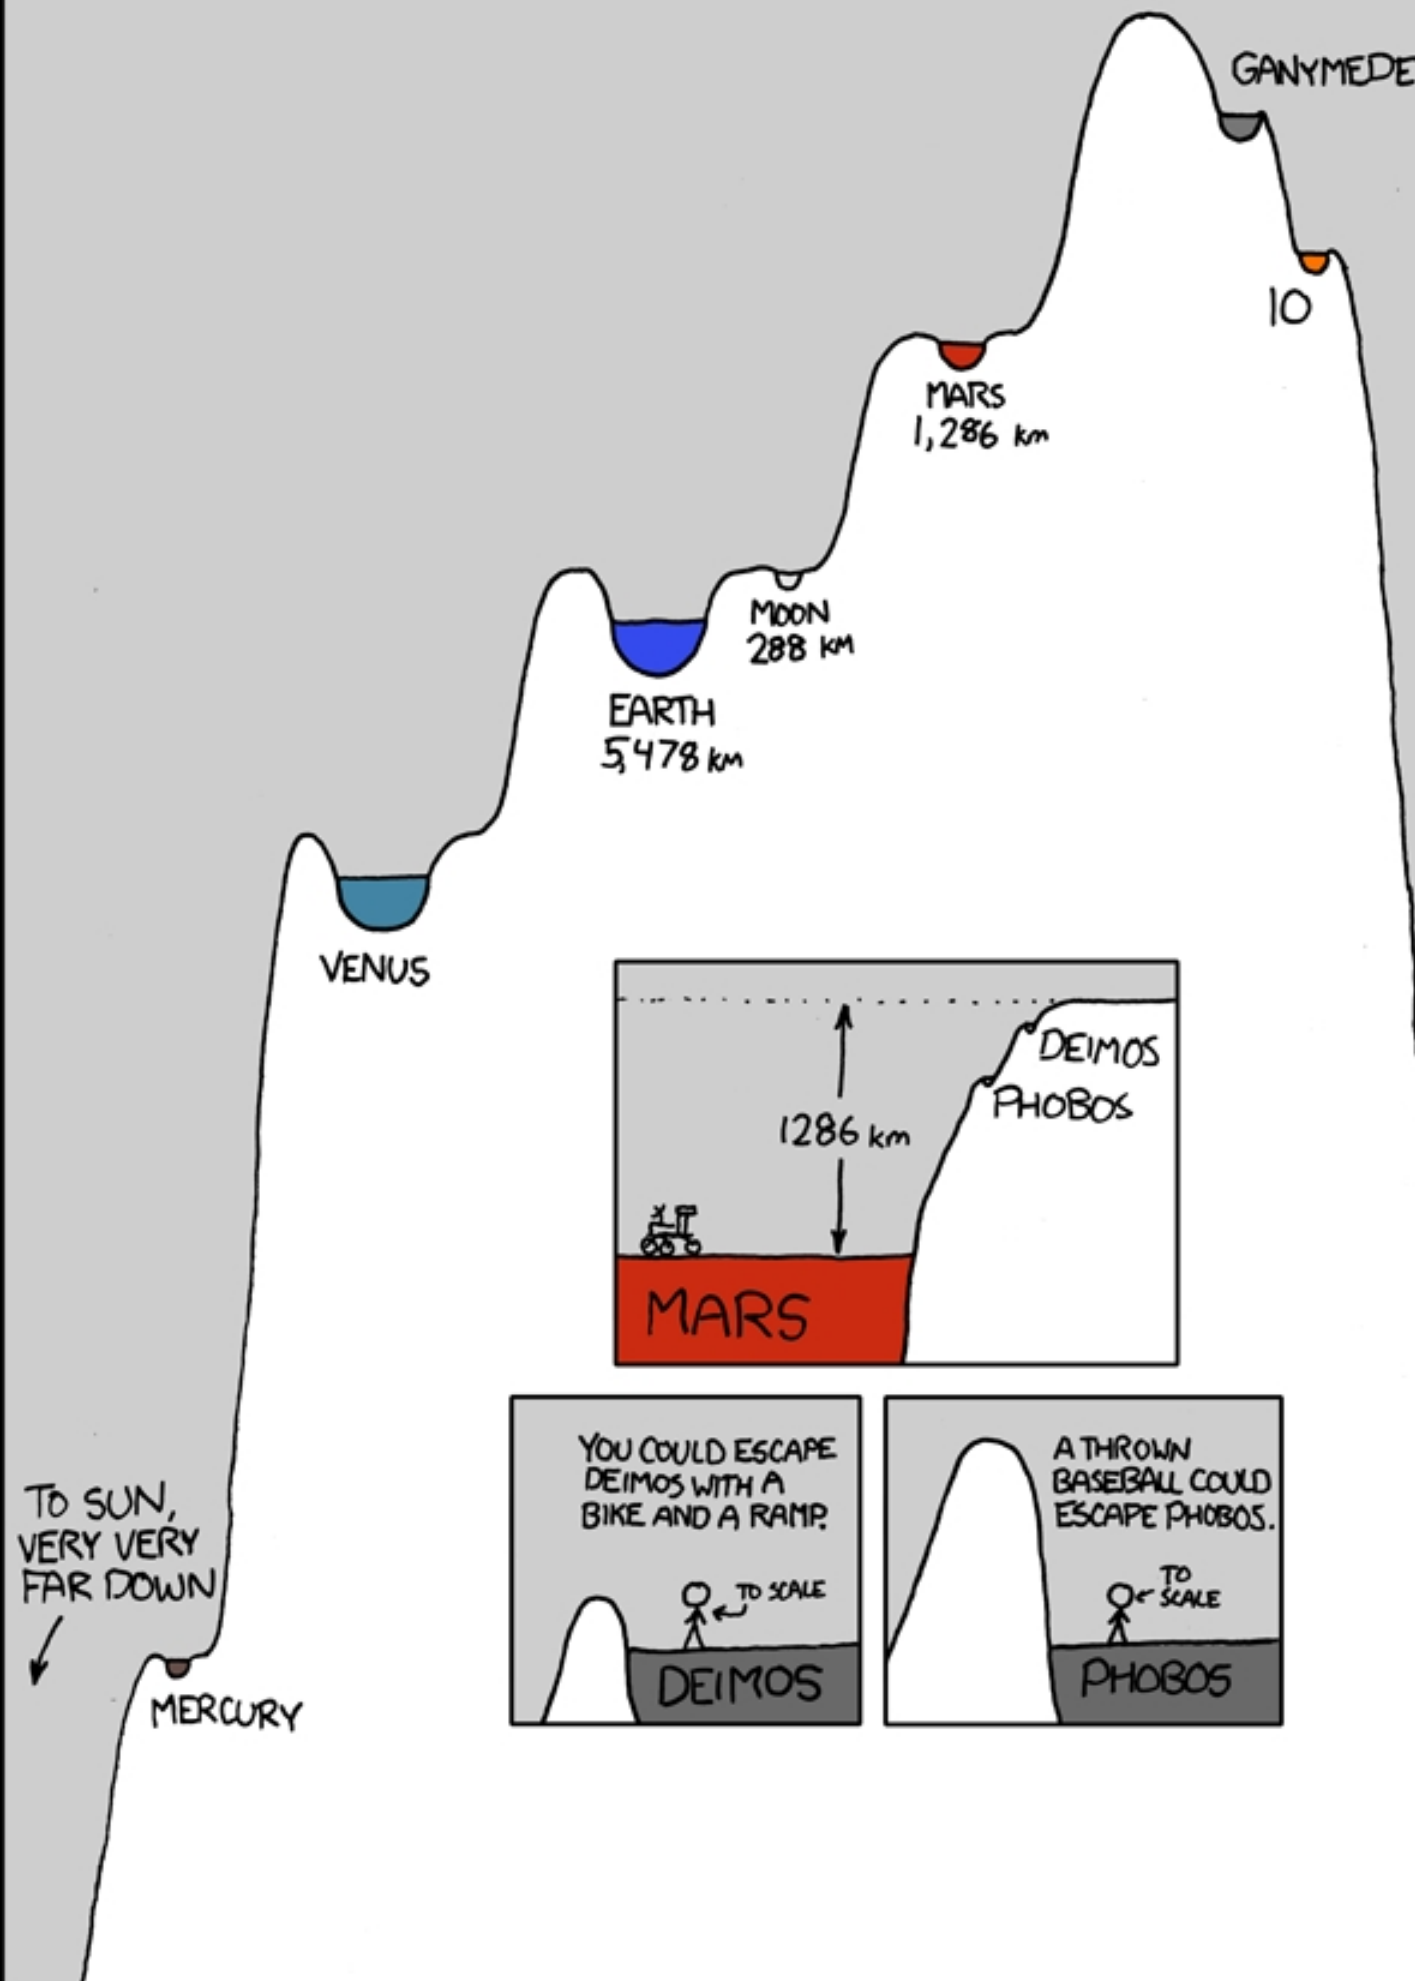 GANYMEDE
IO
MARS
1,286 km
MOON
288 KM
EARTH
5,478 km
VENUS
DEIMOS
PHOBOS
1286 km
MARS
YOU COULD ESCAPE
DEIMOS WITH A
BIKE AND A RAMP.
TO SCALE
DEIMOS
A THROWN
BASEBALL COULD
ESCAPE PHOBOS.
TO
SCALE
PHOBOS
TO SUN,
VERY VERY
FAR DOWN
MERCURY